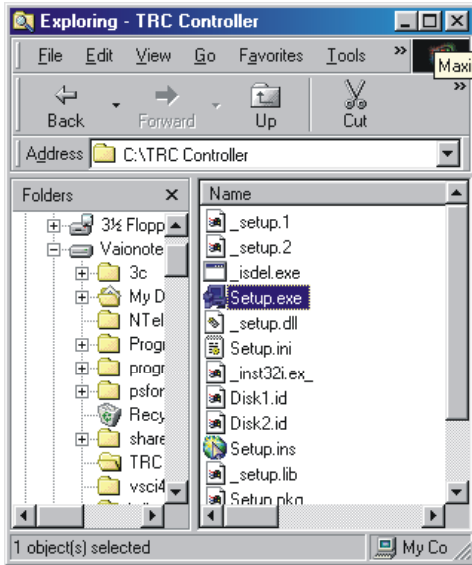 Exploring - TRC Controller
File Edit View Go Favorites Tools »
Maxi
Back Forward Up Cut »
Address C:\TRC Controller
Folders x
3½ Flopp
Vaionote
3c
My D
NTel
Progr
progr
psfor
Recy
share
TRC
vsci4
Name
_setup.1
_setup.2
_isdel.exe
Setup.exe
_setup.dll
Setup.ini
_inst32i.ex_
Disk1.id
Disk2.id
Setup.ins
_setup.lib
Setup.pkg
1 object(s) selected
My Co